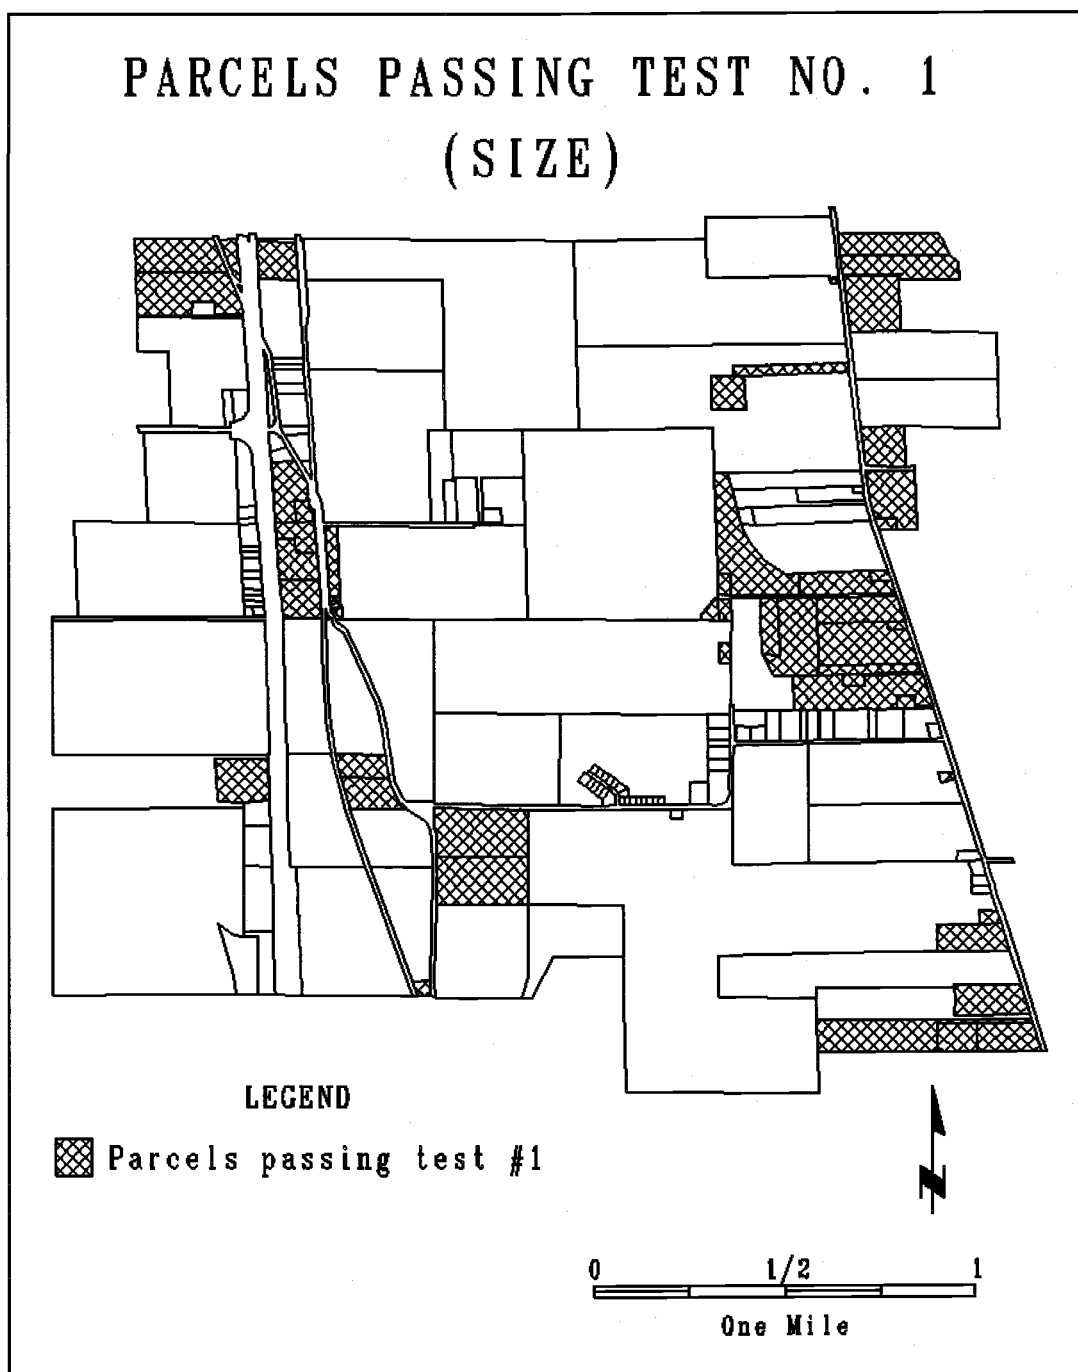 PARCELS PASSING TEST NO. 1
(SIZE)
LEGEND
Parcels passing test #1
N
0 1/2 1
One Mile